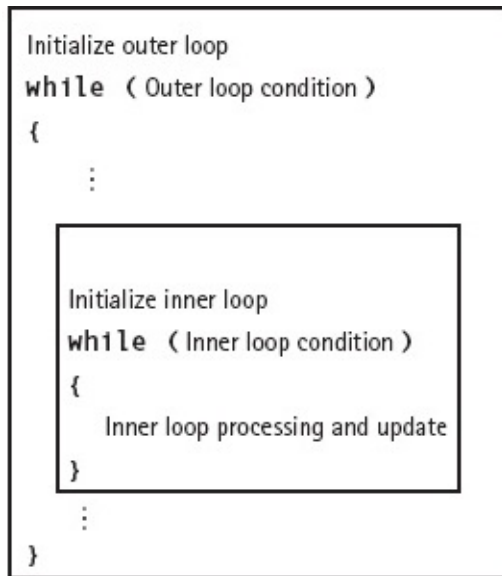 Initialize outer loop
while ( Outer loop condition )
{
⋮
Initialize inner loop
while ( Inner loop condition )
{
Inner loop processing and update
}
⋮
}